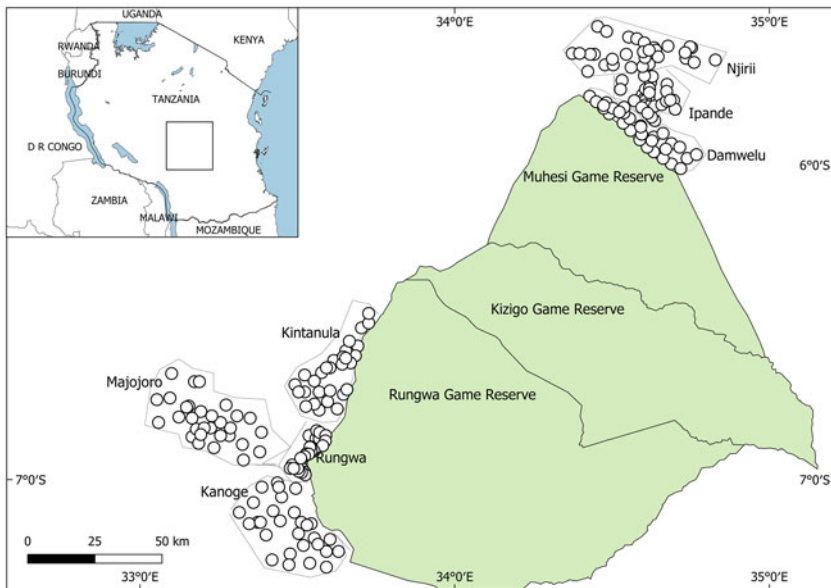 UGANDA
34°0'E
35°0'E
RWANDA
KENYA
BURUNDI
TANZANIA
D R CONGO
ZAMBIA
MALAWI
MOZAMBIQUE
Njirii
Ipande
Damwelu
6°0'S
Muhesi Game Reserve
Kizigo Game Reserve
Kintanula
Majojoro
Rungwa Game Reserve
Rungwa
7°0'S
7°0'S
Kanoge
0 25 50 km
33°0'E
34°0'E
35°0'E